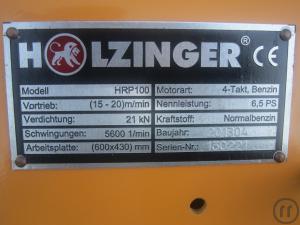 HOLZINGER ® CE
Modell HRP100 Motorart: 4-Takt, Benzin
Vortrieb: (15 - 20)m/min Nennleistung: 6,5 PS
Verdichtung: 21 kN Kraftstoff: Normalbenzin
Schwingungen: 5600 1/min Baujahr: 201304
Arbeitsplatte: (600x430) mm Serien-Nr.: